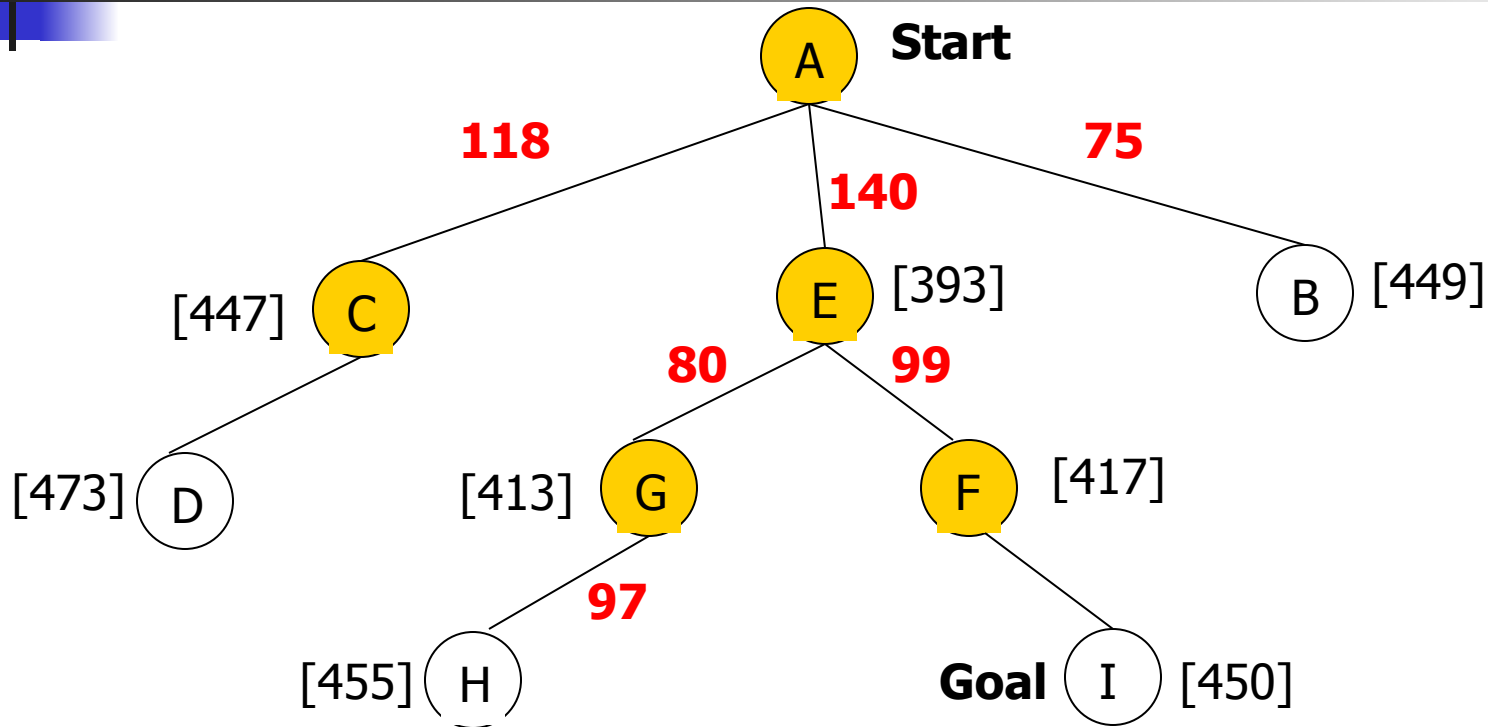 A Start
118
75
140
[447] C
E [393]
B [449]
80
99
[473] D
[413] G
F [417]
97
[455] H
Goal I [450]